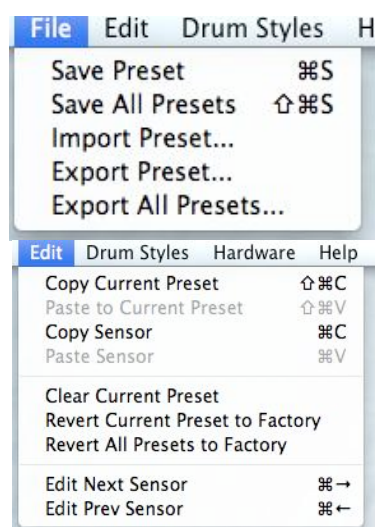 File Edit Drum Styles H
Save Preset ⌘S
Save All Presets ⇧⌘S
Import Preset...
Export Preset...
Export All Presets...
Edit Drum Styles Hardware Help
Copy Current Preset ⇧⌘C
Paste to Current Preset ⇧⌘V
Copy Sensor ⌘C
Paste Sensor ⌘V
Clear Current Preset
Revert Current Preset to Factory
Revert All Presets to Factory
Edit Next Sensor ⌘→
Edit Prev Sensor ⌘←